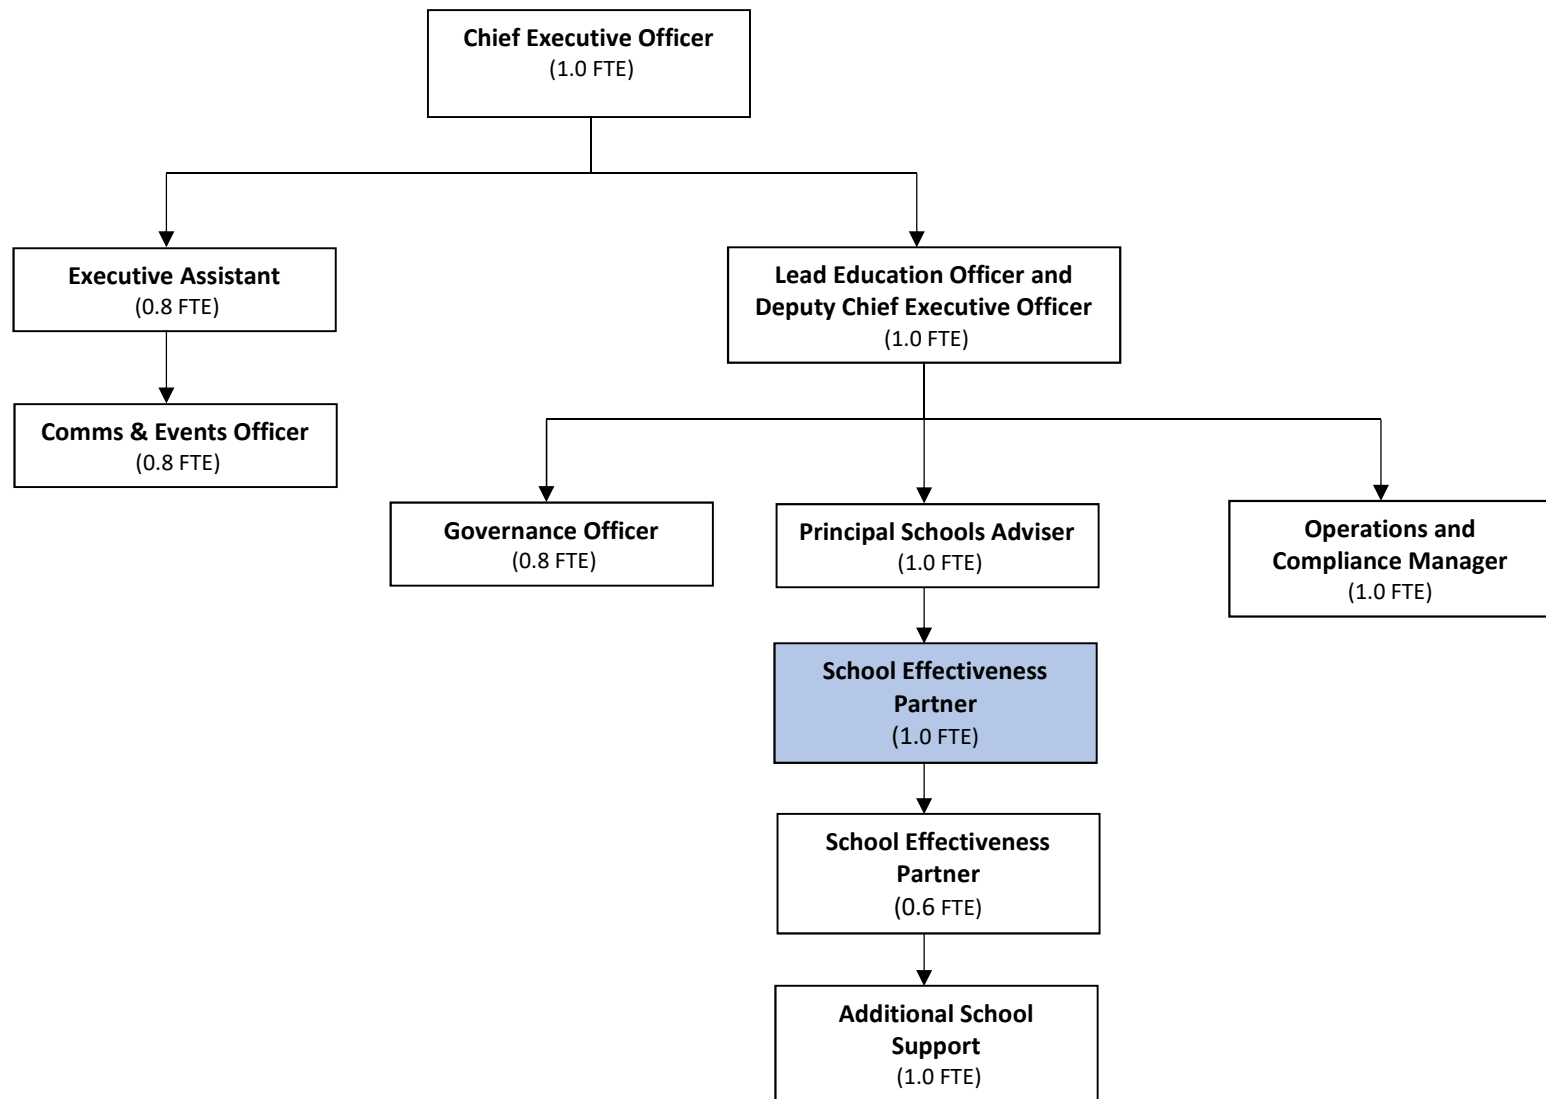 Chief Executive Officer
(1.0 FTE)
Executive Assistant
(0.8 FTE)
Lead Education Officer and
Deputy Chief Executive Officer
(1.0 FTE)
Comms & Events Officer
(0.8 FTE)
Governance Officer
(0.8 FTE)
Principal Schools Adviser
(1.0 FTE)
Operations and
Compliance Manager
(1.0 FTE)
School Effectiveness
Partner
(1.0 FTE)
School Effectiveness
Partner
(0.6 FTE)
Additional School
Support
(1.0 FTE)